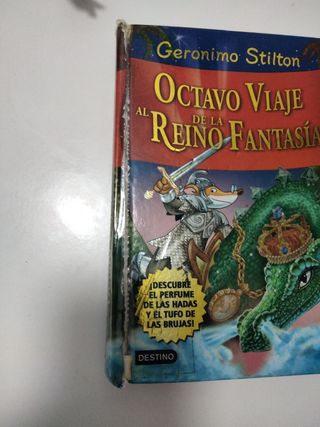 Geronimo Stilton
OCTAVO VIAJE
AL REINO DE LA FANTASÍA
¡DESCUBRE
EL PERFUME
DE LAS HADAS
Y EL TUFO DE
LAS BRUJAS!
DESTINO